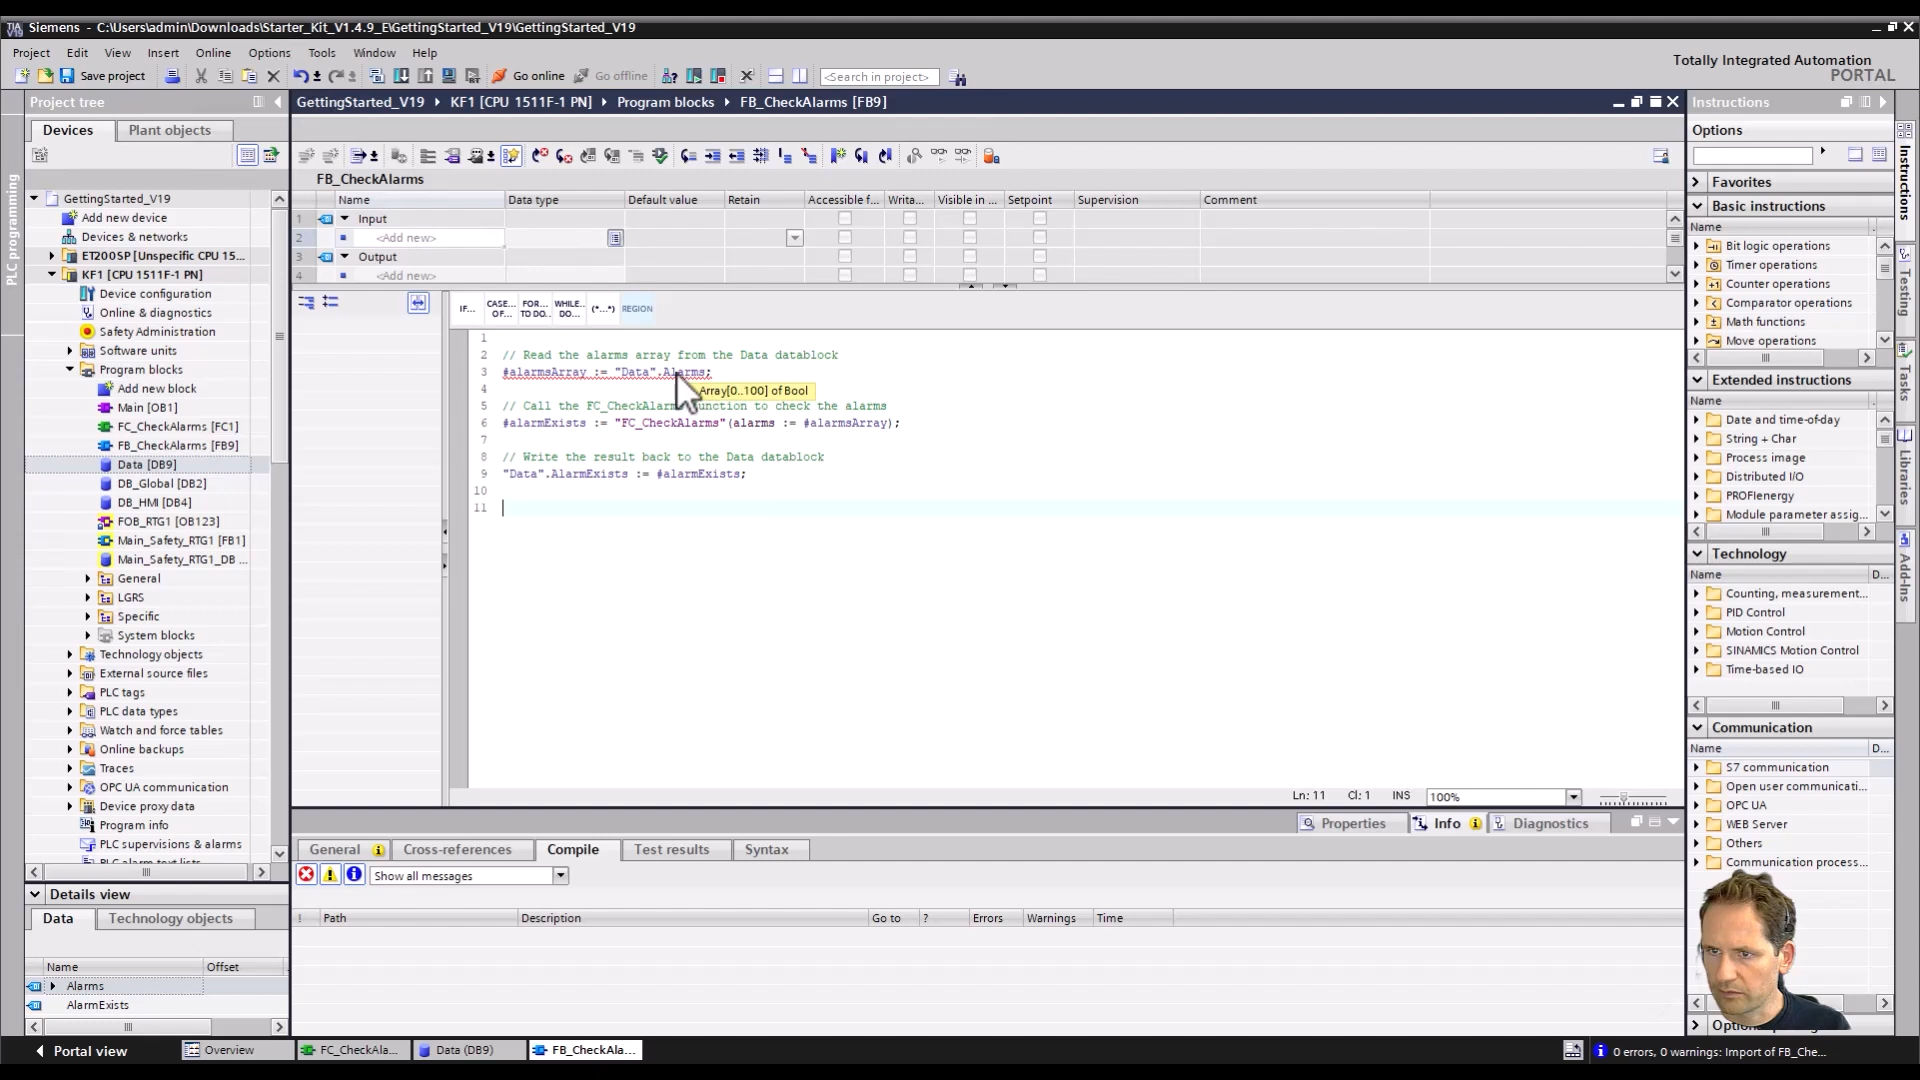 Siemens - C:\Users\admin\Downloads\Starter_Kit_V1.4.9_E\GettingStarted_V19\GettingStarted_V19
Project Edit View Insert Online Options Tools Window Help
Totally Integrated Automation
PORTAL
Save project
Go online
Go offline
<Search in project>
Project tree
GettingStarted_V19 KF1 [CPU 1511F-1 PN] Program blocks FB_CheckAlarms [FB9]
Instructions
Devices
Plant objects
Options
PLC programming
FB_CheckAlarms
Name Data type Default value Retain Accessible f... Writa... Visible in ... Setpoint Supervision Comment
1 Input
2 <Add new>
3 Output
4 <Add new>
GettingStarted_V19
Add new device
Devices & networks
ET200SP [Unspecific CPU 15...
KF1 [CPU 1511F-1 PN]
Device configuration
Online & diagnostics
Safety Administration
Software units
Program blocks
Add new block
Main [OB1]
FC_CheckAlarms [FC1]
FB_CheckAlarms [FB9]
Data [DB9]
DB_Global [DB2]
DB_HMI [DB4]
FOB_RTG1 [OB123]
Main_Safety_RTG1 [FB1]
Main_Safety_RTG1_DB ...
General
LGRS
Specific
System blocks
Technology objects
External source files
PLC tags
PLC data types
Watch and force tables
Online backups
Traces
OPC UA communication
Device proxy data
Program info
PLC supervisions & alarms
PLC alarm text lists
IF...
CASE... OF...
FOR... TO DO...
WHILE... DO...
(*...*)
REGION
1
2 // Read the alarms array from the Data datablock
3 #alarmsArray := "Data".Alarms;
Array[0..100] of Bool
4
5 // Call the FC_CheckAlarms function to check the alarms
6 #alarmExists := "FC_CheckAlarms"(alarms := #alarmsArray);
7
8 // Write the result back to the Data datablock
9 "Data".AlarmExists := #alarmExists;
10
11
Ln: 11 Cl: 1 INS 100%
Properties Info Diagnostics
General Cross-references Compile Test results Syntax
Show all messages
! Path Description Go to ? Errors Warnings Time
Details view
Data
Technology objects
Name Offset
Alarms
AlarmExists
Favorites
Basic instructions
Name
Bit logic operations
Timer operations
Counter operations
Comparator operations
Math functions
Move operations
Extended instructions
Name
Date and time-of-day
String + Char
Process image
Distributed I/O
PROFIenergy
Module parameter assig...
Technology
Name D...
Counting, measurement...
PID Control
Motion Control
SINAMICS Motion Control
Time-based IO
Communication
Name D...
S7 communication
Open user communicati...
OPC UA
WEB Server
Others
Communication process...
Instructions
Testing
Tasks
Libraries
Add-Ins
Portal view
Overview
FC_CheckAla...
Data (DB9)
FB_CheckAla...
0 errors, 0 warnings: Import of FB_Che...